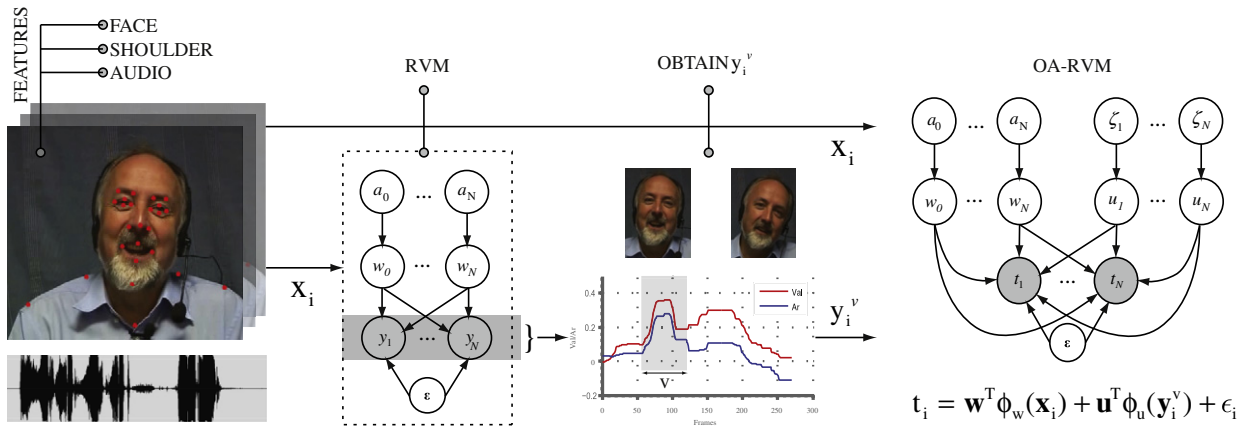 FEATURES
FACE
SHOULDER
AUDIO
RVM
OBTAIN y_i^v
OA-RVM
x_i
x_i
a_0 ... a_N
w_0 ... w_N
y_1 ... y_N
}
ε
0.4
0.2
0
-0.2
Val/Ar
Val
Ar
V
0 50 100 150 200 250 300
Frames
y_i^v
a_0 ... a_N ζ_1 ... ζ_N
w_0 ... w_N u_1 ... u_N
t_1 ... t_N
ε
t_i = w^T ϕ_w(x_i) + u^T ϕ_u(y_i^v) + ϵ_i